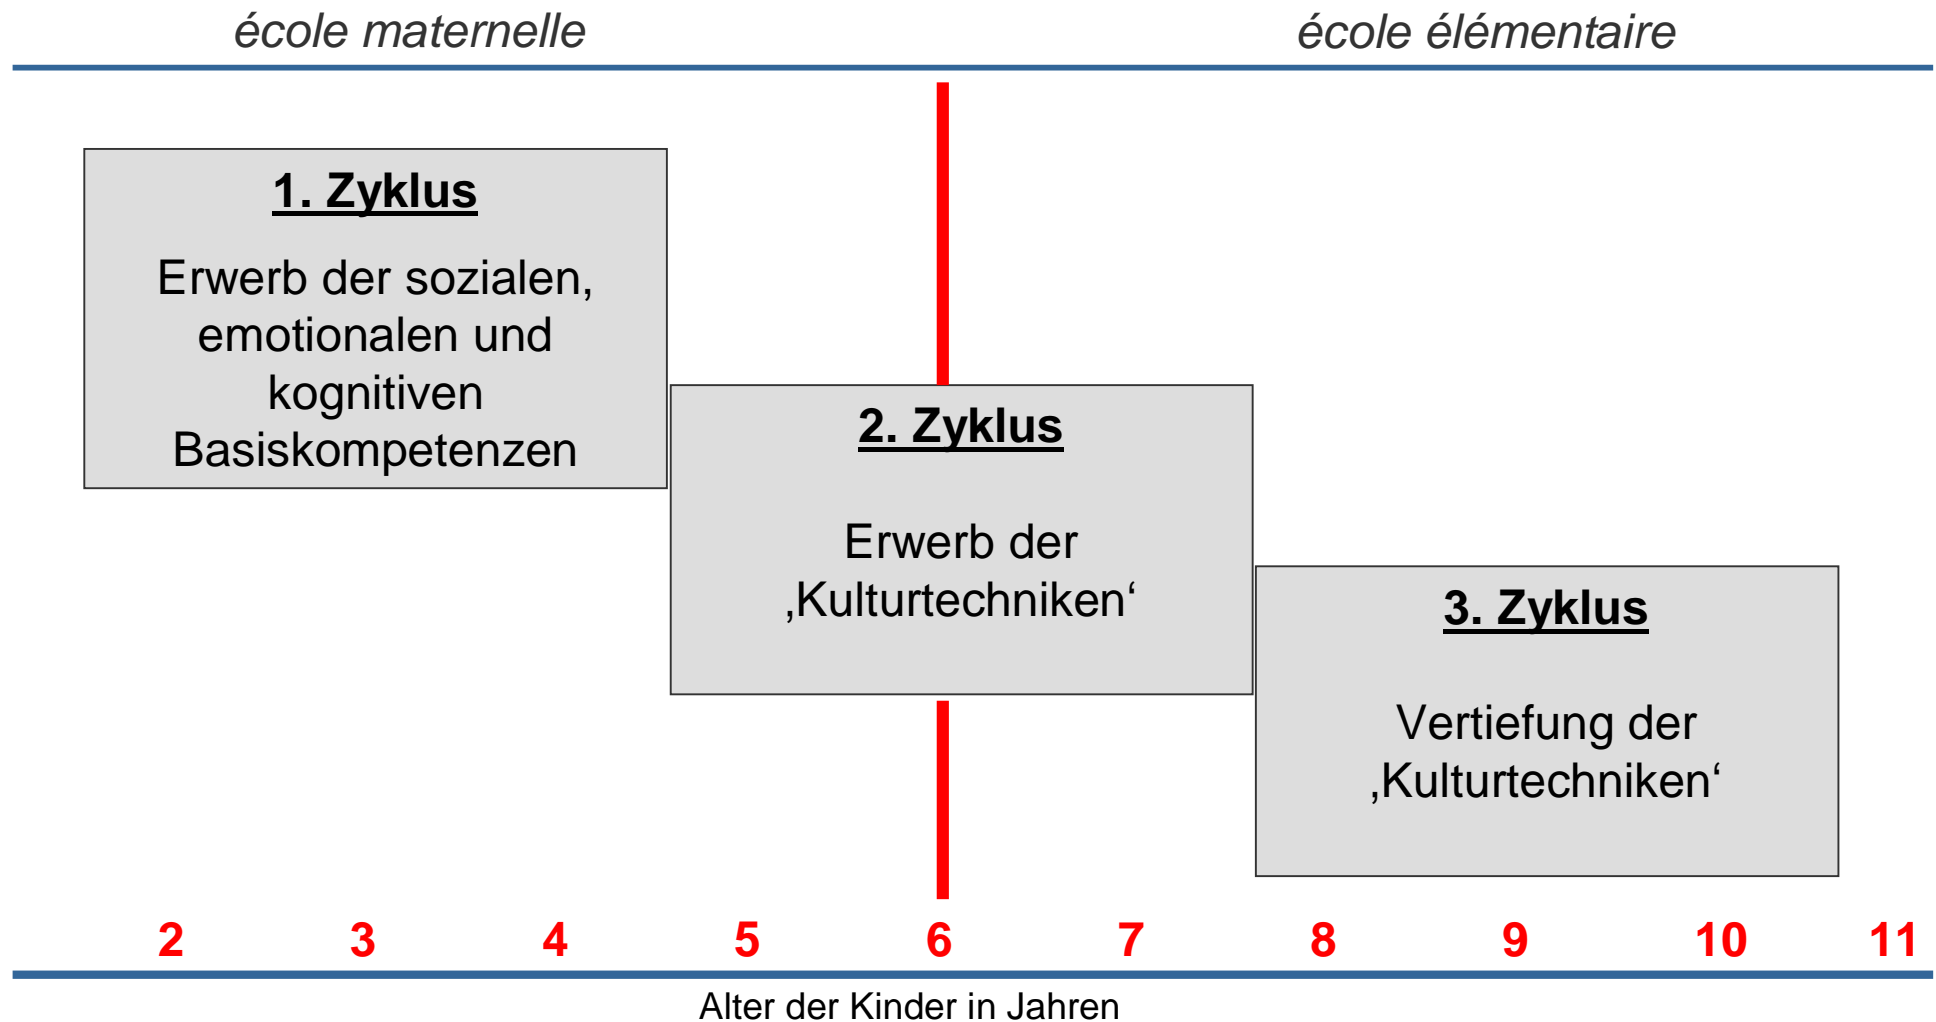 école maternelle
école élémentaire
1. Zyklus
Erwerb der sozialen,
emotionalen und
kognitiven
Basiskompetenzen
2. Zyklus
Erwerb der
‚Kulturtechniken‘
3. Zyklus
Vertiefung der
‚Kulturtechniken‘
2 3 4 5 6 7 8 9 10 11
Alter der Kinder in Jahren